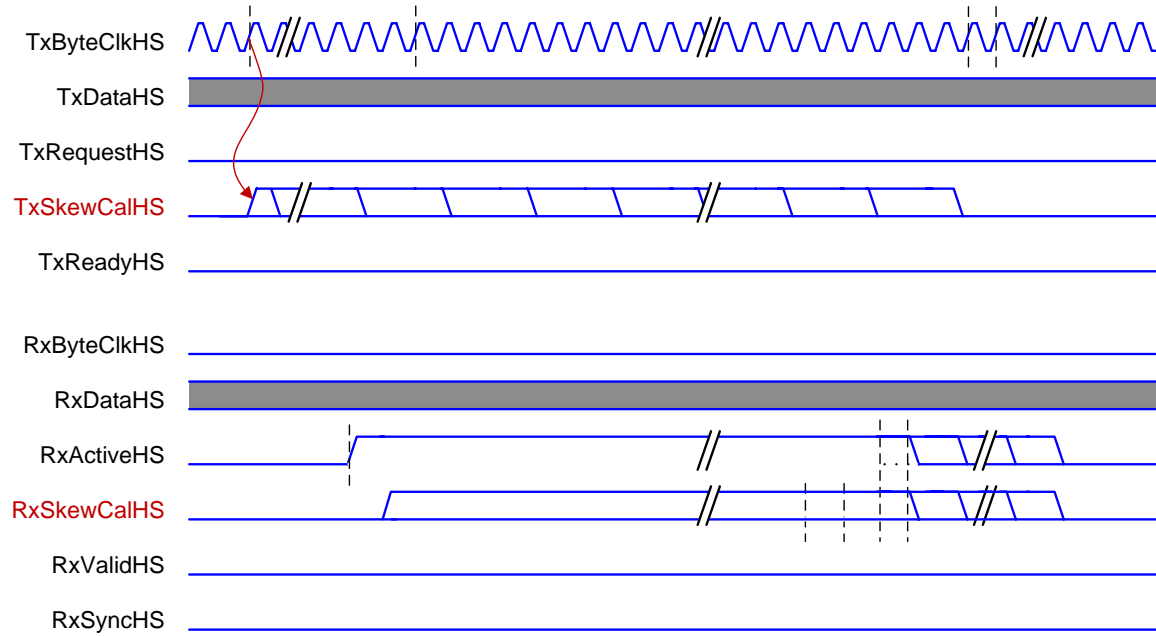 TxByteClkHS
TxDataHS
TxRequestHS
TxSkewCalHS
TxReadyHS
RxByteClkHS
RxDataHS
RxActiveHS
RxSkewCalHS
RxValidHS
RxSyncHS